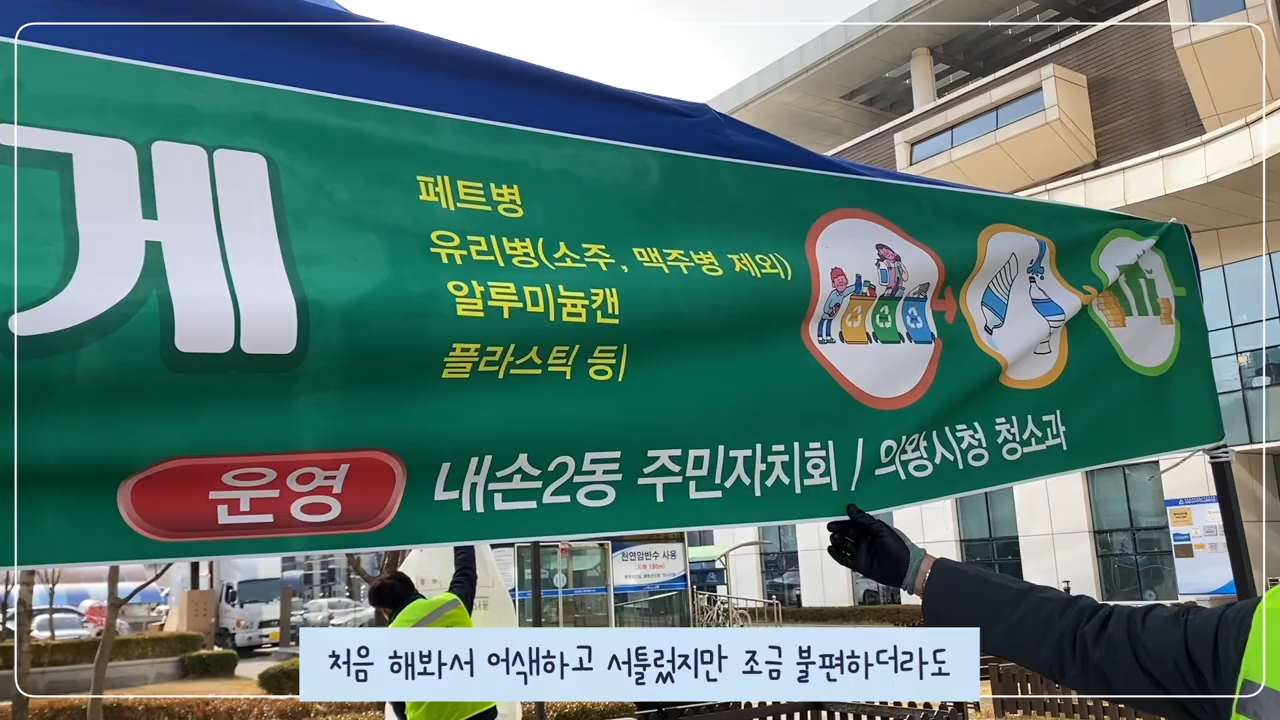 게
페트병
유리병(소주, 맥주병 제외)
알루미늄캔
플라스틱 등
운영 내손2동 주민자치회 / 의왕시청 청소과
천연암반수 사용
처음 해봐서 어색하고 서툴렀지만 조금 불편하더라도